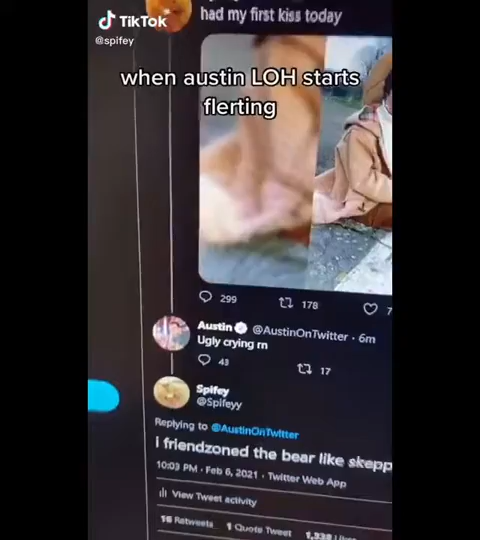 TikTok
@spifey
had my first kiss today
when austin LOH starts
flerting
299
178
7
Austin @AustinOnTwitter · 6m
Ugly crying rn
43
17
Spifey
@Spifeyy
Replying to @AustinOnTwitter
i friendzoned the bear like skepp
10:03 PM · Feb 6, 2021 · Twitter Web App
View Tweet activity
16 Retweets 1 Quote Tweet